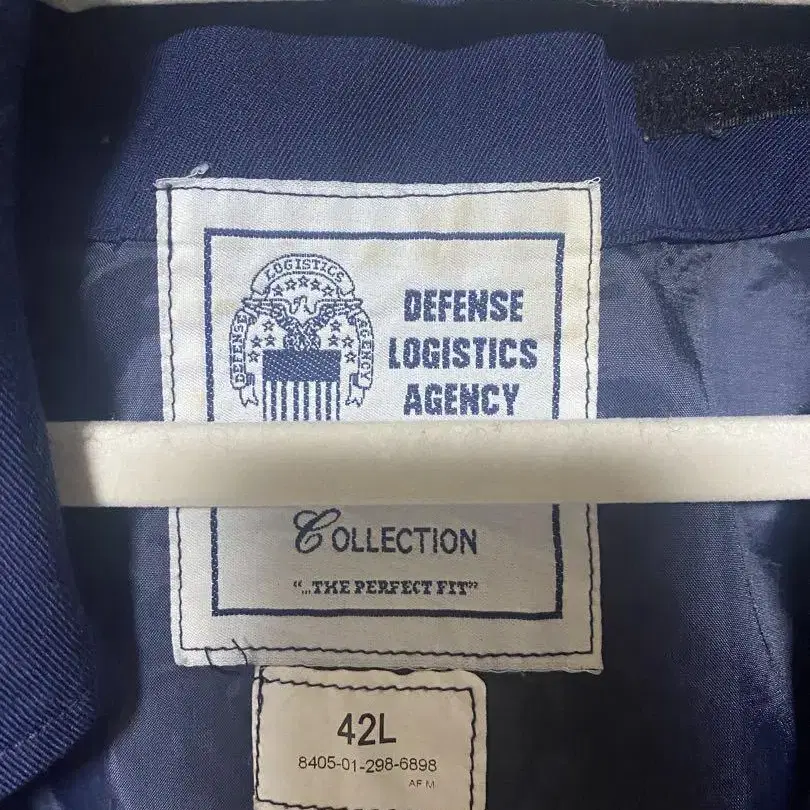 LOGISTICS
DEFENSE
AGENCY
DEFENSE
LOGISTICS
AGENCY
COLLECTION
"...THE PERFECT FIT"
42L
8405-01-298-6898
AF M